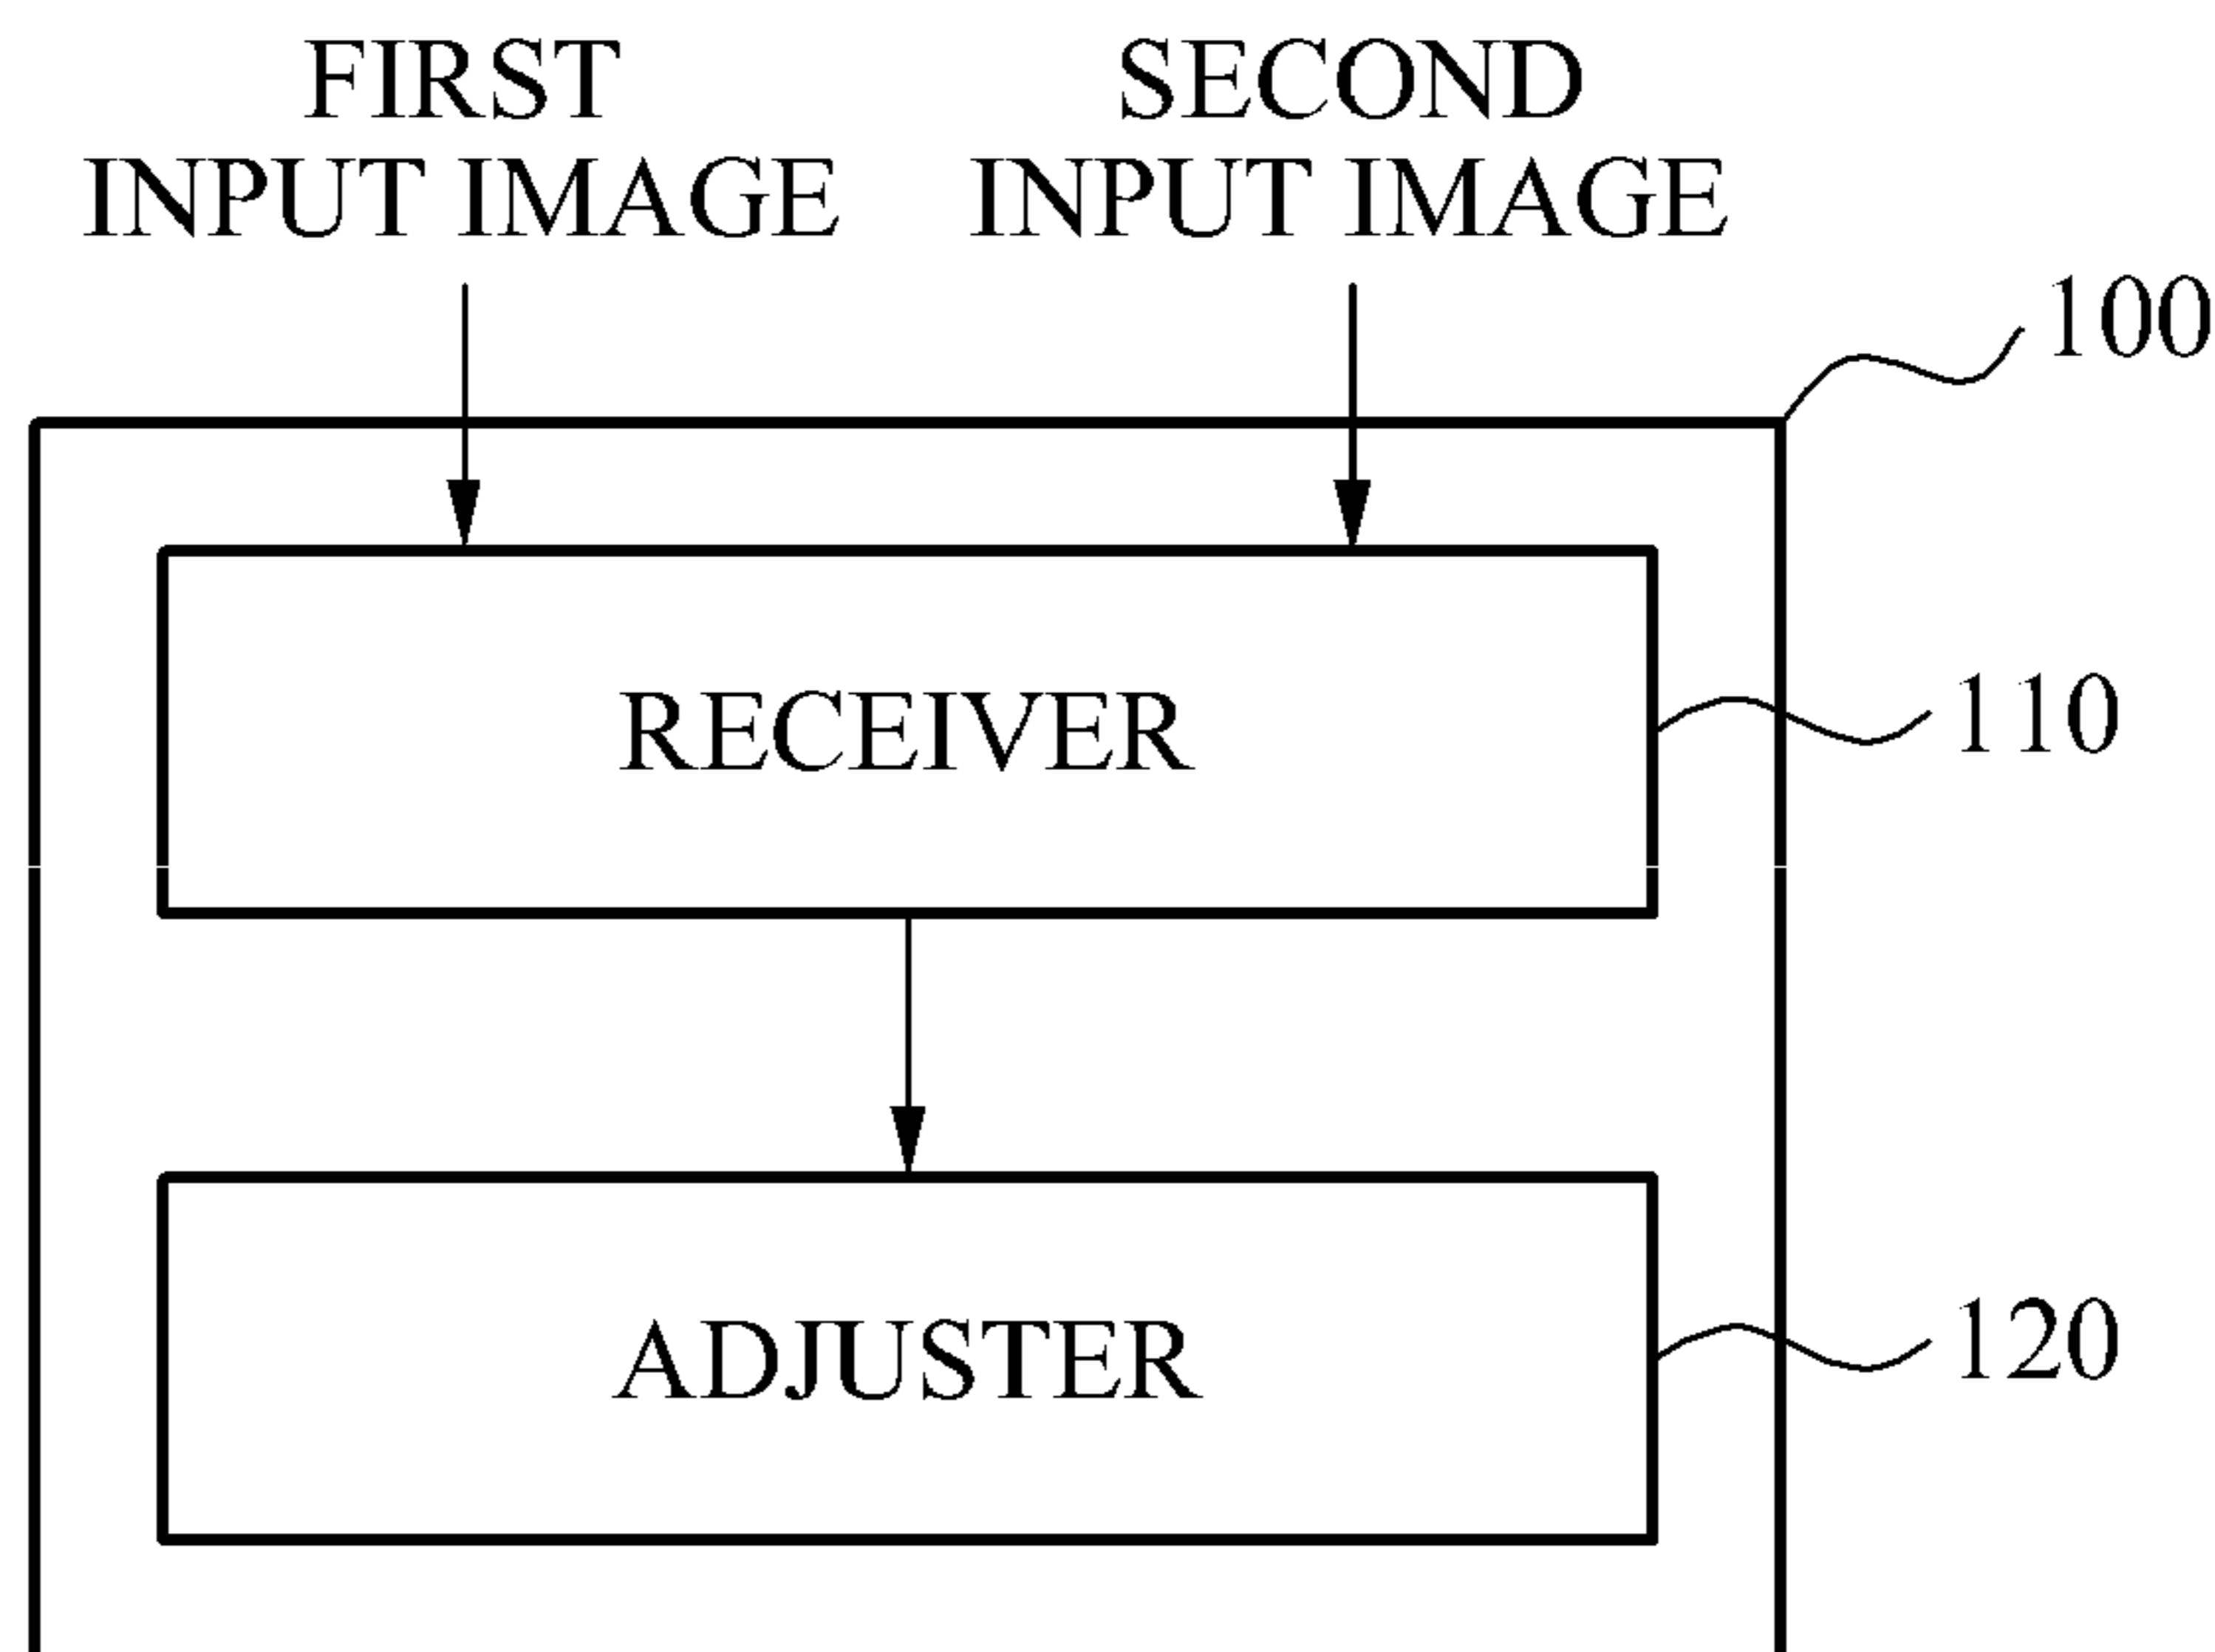 FIRST
INPUT IMAGE
SECOND
INPUT IMAGE
100
RECEIVER
110
ADJUSTER
120